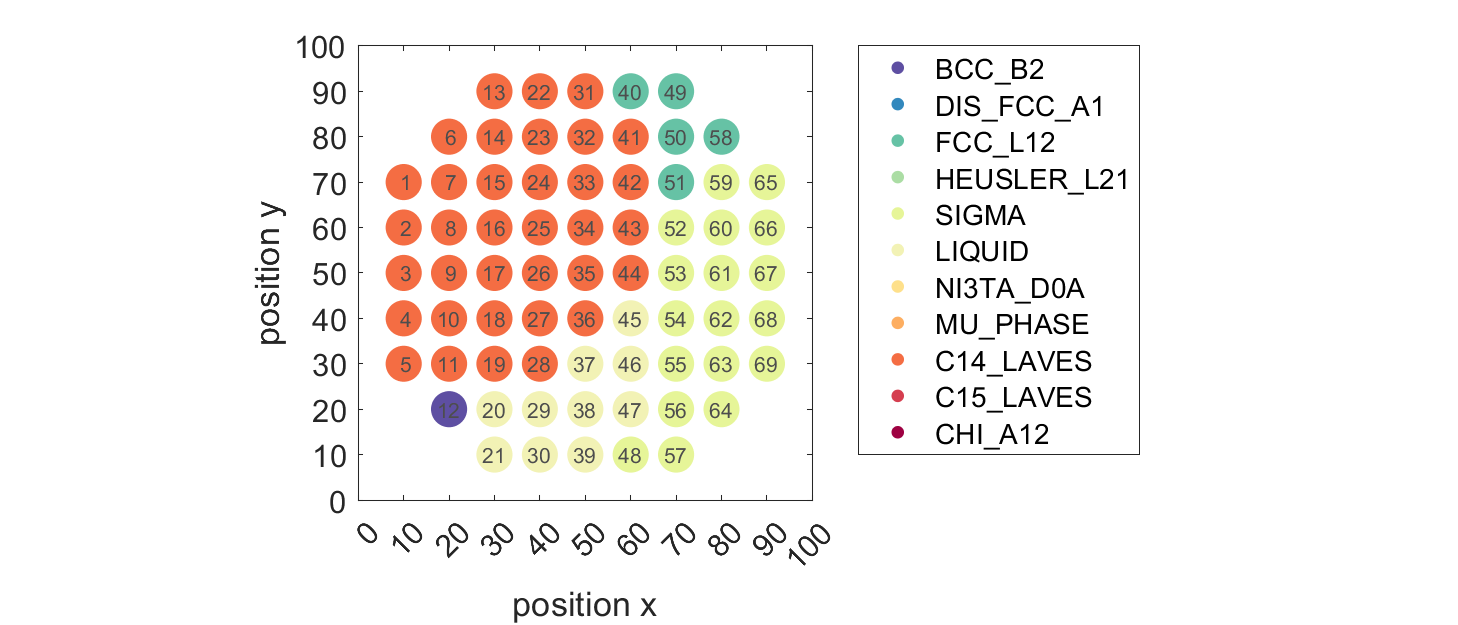 100
90
80
70
60
50
40
30
20
10
0
position y
13 22 31 40 49
6 14 23 32 41 50 58
1 7 15 24 33 42 51 59 65
2 8 16 25 34 43 52 60 66
3 9 17 26 35 44 53 61 67
4 10 18 27 36 45 54 62 68
5 11 19 28 37 46 55 63 69
12 20 29 38 47 56 64
21 30 39 48 57
0 10 20 30 40 50 60 70 80 90 100
position x
BCC_B2
DIS_FCC_A1
FCC_L12
HEUSLER_L21
SIGMA
LIQUID
NI3TA_D0A
MU_PHASE
C14_LAVES
C15_LAVES
CHI_A12